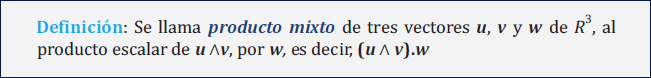 Definición: Se llama producto mixto de tres vectores u, v y w de R³, al
producto escalar de u ∧v, por w, es decir, (u ∧ v).w